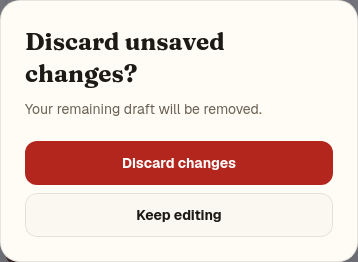 Discard unsaved
changes?
Your remaining draft will be removed.
Discard changes
Keep editing